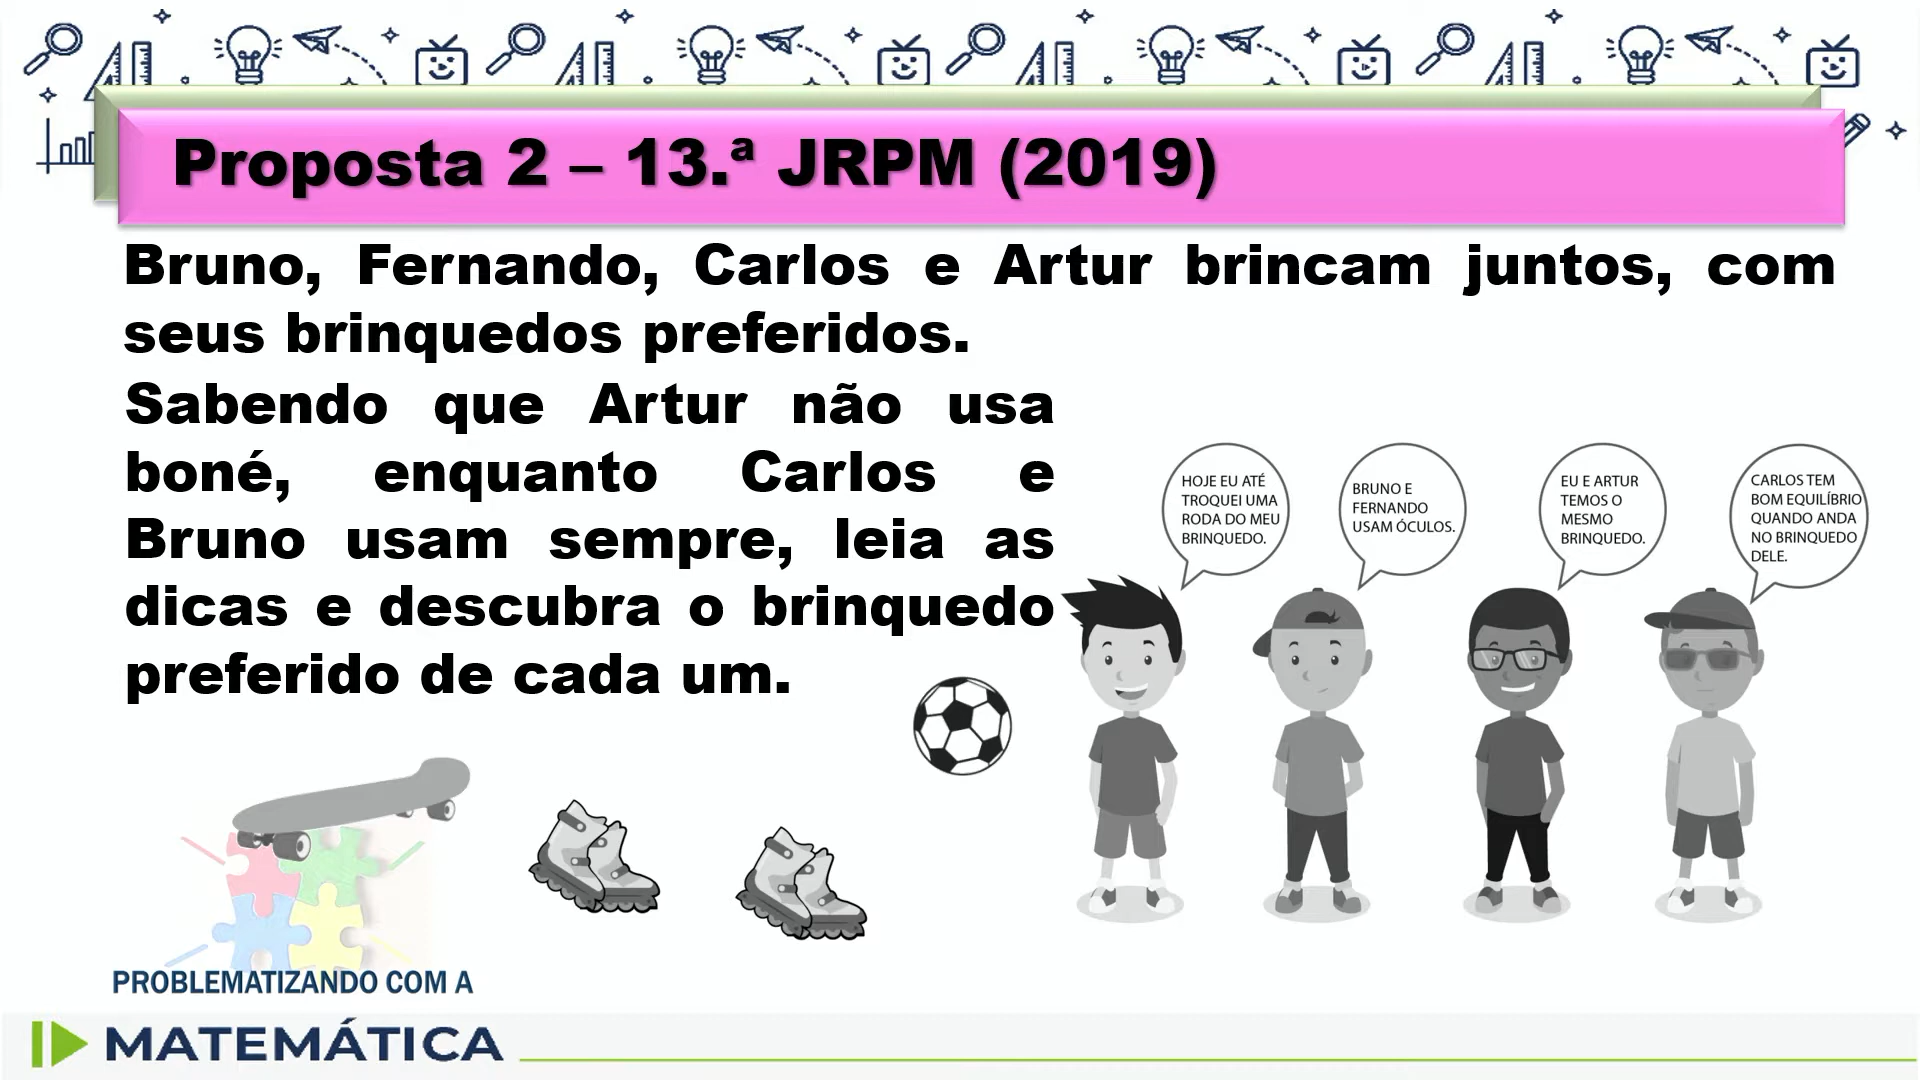 Proposta 2 – 13.ª JRPM (2019)
Bruno, Fernando, Carlos e Artur brincam juntos, com
seus brinquedos preferidos.
Sabendo que Artur não usa
boné, enquanto Carlos e
Bruno usam sempre, leia as
dicas e descubra o brinquedo
preferido de cada um.
HOJE EU ATÉ
TROQUEI UMA
RODA DO MEU
BRINQUEDO.
BRUNO E
FERNANDO
USAM ÓCULOS.
EU E ARTUR
TEMOS O
MESMO
BRINQUEDO.
CARLOS TEM
BOM EQUILÍBRIO
QUANDO ANDA
NO BRINQUEDO
DELE.
PROBLEMATIZANDO COM A
MATEMÁTICA